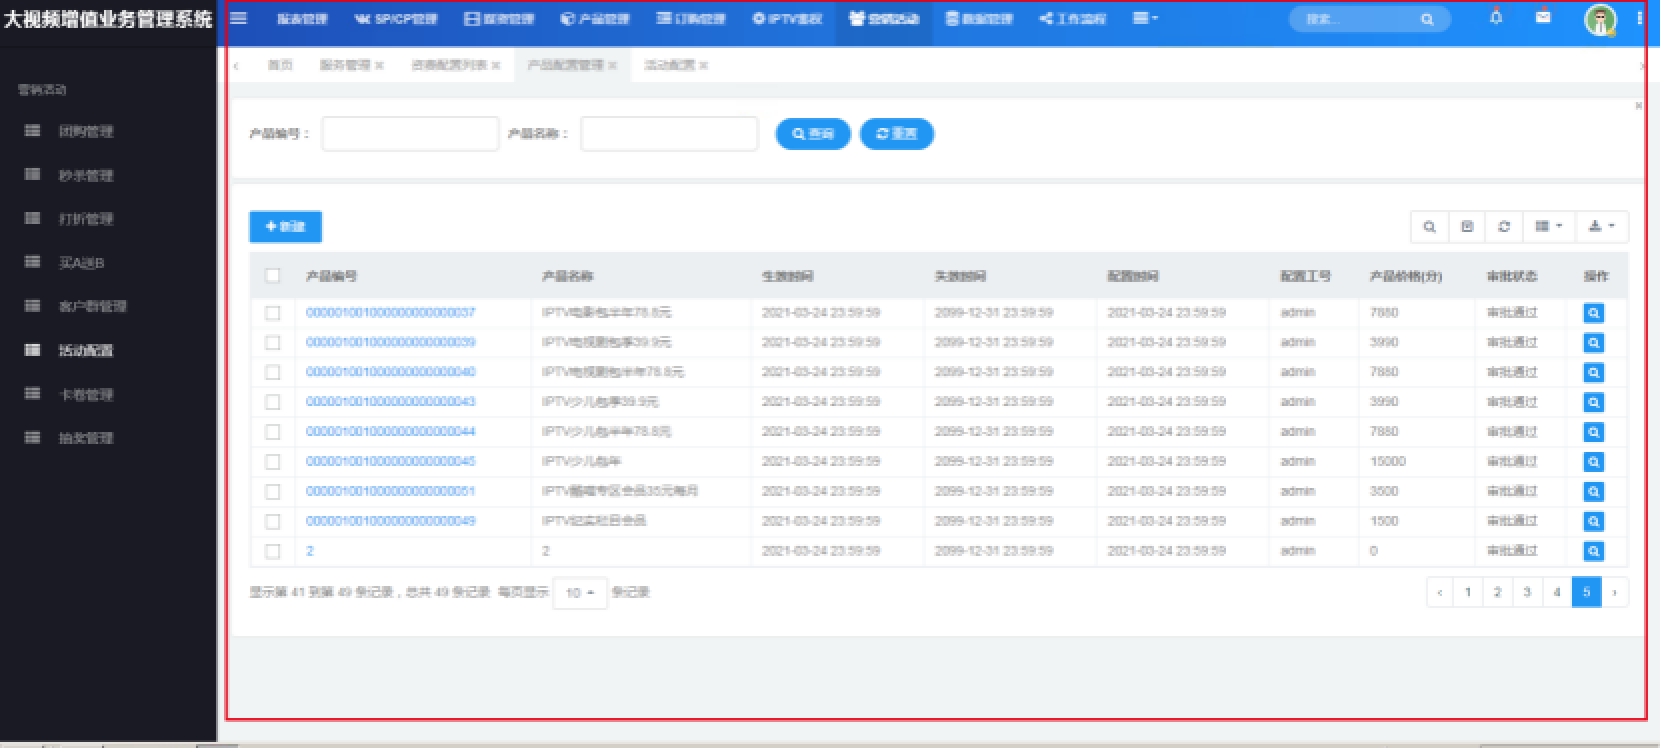 大视频增值业务管理系统
报表管理 SP/CP管理 媒资管理 产品管理 订购管理 IPTV鉴权 营销活动 数据管理 工作流程 搜索...
首页 服务管理 资费配置列表 产品配置管理 活动配置
营销活动
团购管理
秒杀管理
打折管理
买A送B
客户群管理
活动配置
卡卷管理
抽奖管理
产品编号： 产品名称： 查询 重置
新建
产品编号 产品名称 生效时间 失效时间 配置时间 配置工号 产品价格(分) 审批状态 操作
IPTV电影包半年78.8元 2021-03-24 23:59:59 2099-12-31 23:59:59 2021-03-24 23:59:59 admin 7880 审批通过
IPTV电视剧包季39.9元 2021-03-24 23:59:59 2099-12-31 23:59:59 2021-03-24 23:59:59 admin 3990 审批通过
IPTV电视剧包半年78.8元 2021-03-24 23:59:59 2099-12-31 23:59:59 2021-03-24 23:59:59 admin 7880 审批通过
IPTV少儿包季39.9元 2021-03-24 23:59:59 2099-12-31 23:59:59 2021-03-24 23:59:59 admin 3990 审批通过
IPTV少儿包半年78.8元 2021-03-24 23:59:59 2099-12-31 23:59:59 2021-03-24 23:59:59 admin 7880 审批通过
IPTV少儿包年 2021-03-24 23:59:59 2099-12-31 23:59:59 2021-03-24 23:59:59 admin 15000 审批通过
IPTV酷喵专区会员35元每月 2021-03-24 23:59:59 2099-12-31 23:59:59 2021-03-24 23:59:59 admin 3500 审批通过
IPTV纪实栏目会员 2021-03-24 23:59:59 2099-12-31 23:59:59 2021-03-24 23:59:59 admin 1500 审批通过
2 2 2021-03-24 23:59:59 2099-12-31 23:59:59 2021-03-24 23:59:59 admin 0 审批通过
显示第 41 到第 49 条记录，总共 49 条记录 每页显示 10 条记录 ‹ 1 2 3 4 5 ›